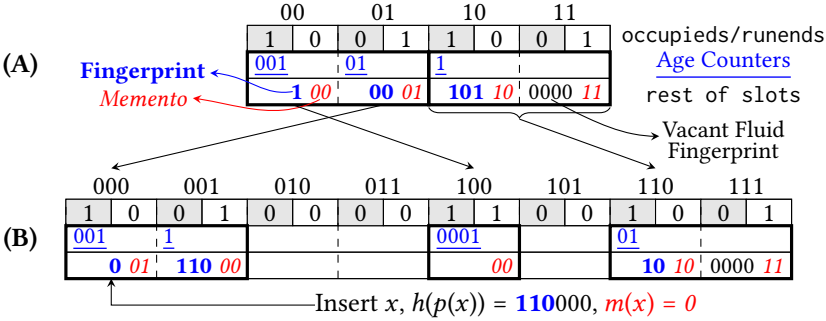 00 01 10 11
1 0 0 1 1 0 0 1 occupieds/runends
(A) 001 01 1 Age Counters
Fingerprint
Memento 1 00 00 01 101 10 0000 11 rest of slots
Vacant Fluid
Fingerprint
000 001 010 011 100 101 110 111
1 0 0 1 0 0 0 0 1 1 0 0 1 0 0 1
(B) 001 1 0001 01
0 01 110 00 00 10 10 0000 11
Insert x, h(p(x)) = 110000, m(x) = 0